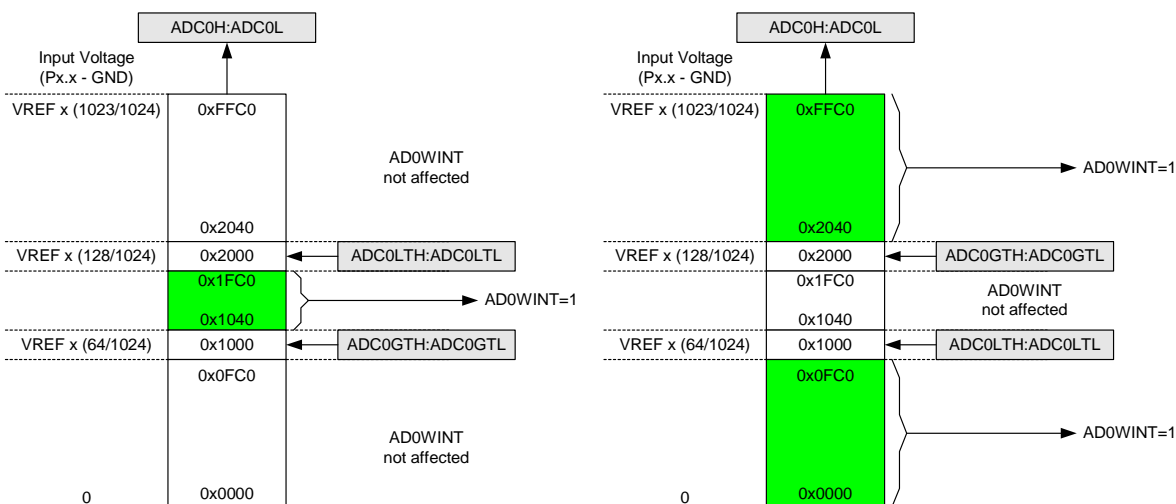 ADC0H:ADC0L
Input Voltage
(Px.x - GND)
VREF x (1023/1024)
0xFFC0
AD0WINT
not affected
0x2040
VREF x (128/1024)
0x2000
ADC0LTH:ADC0LTL
0x1FC0
AD0WINT=1
0x1040
VREF x (64/1024)
0x1000
ADC0GTH:ADC0GTL
0x0FC0
AD0WINT
not affected
0
0x0000
ADC0H:ADC0L
Input Voltage
(Px.x - GND)
VREF x (1023/1024)
0xFFC0
AD0WINT=1
0x2040
VREF x (128/1024)
0x2000
ADC0GTH:ADC0GTL
0x1FC0
AD0WINT
not affected
0x1040
VREF x (64/1024)
0x1000
ADC0LTH:ADC0LTL
0x0FC0
AD0WINT=1
0
0x0000